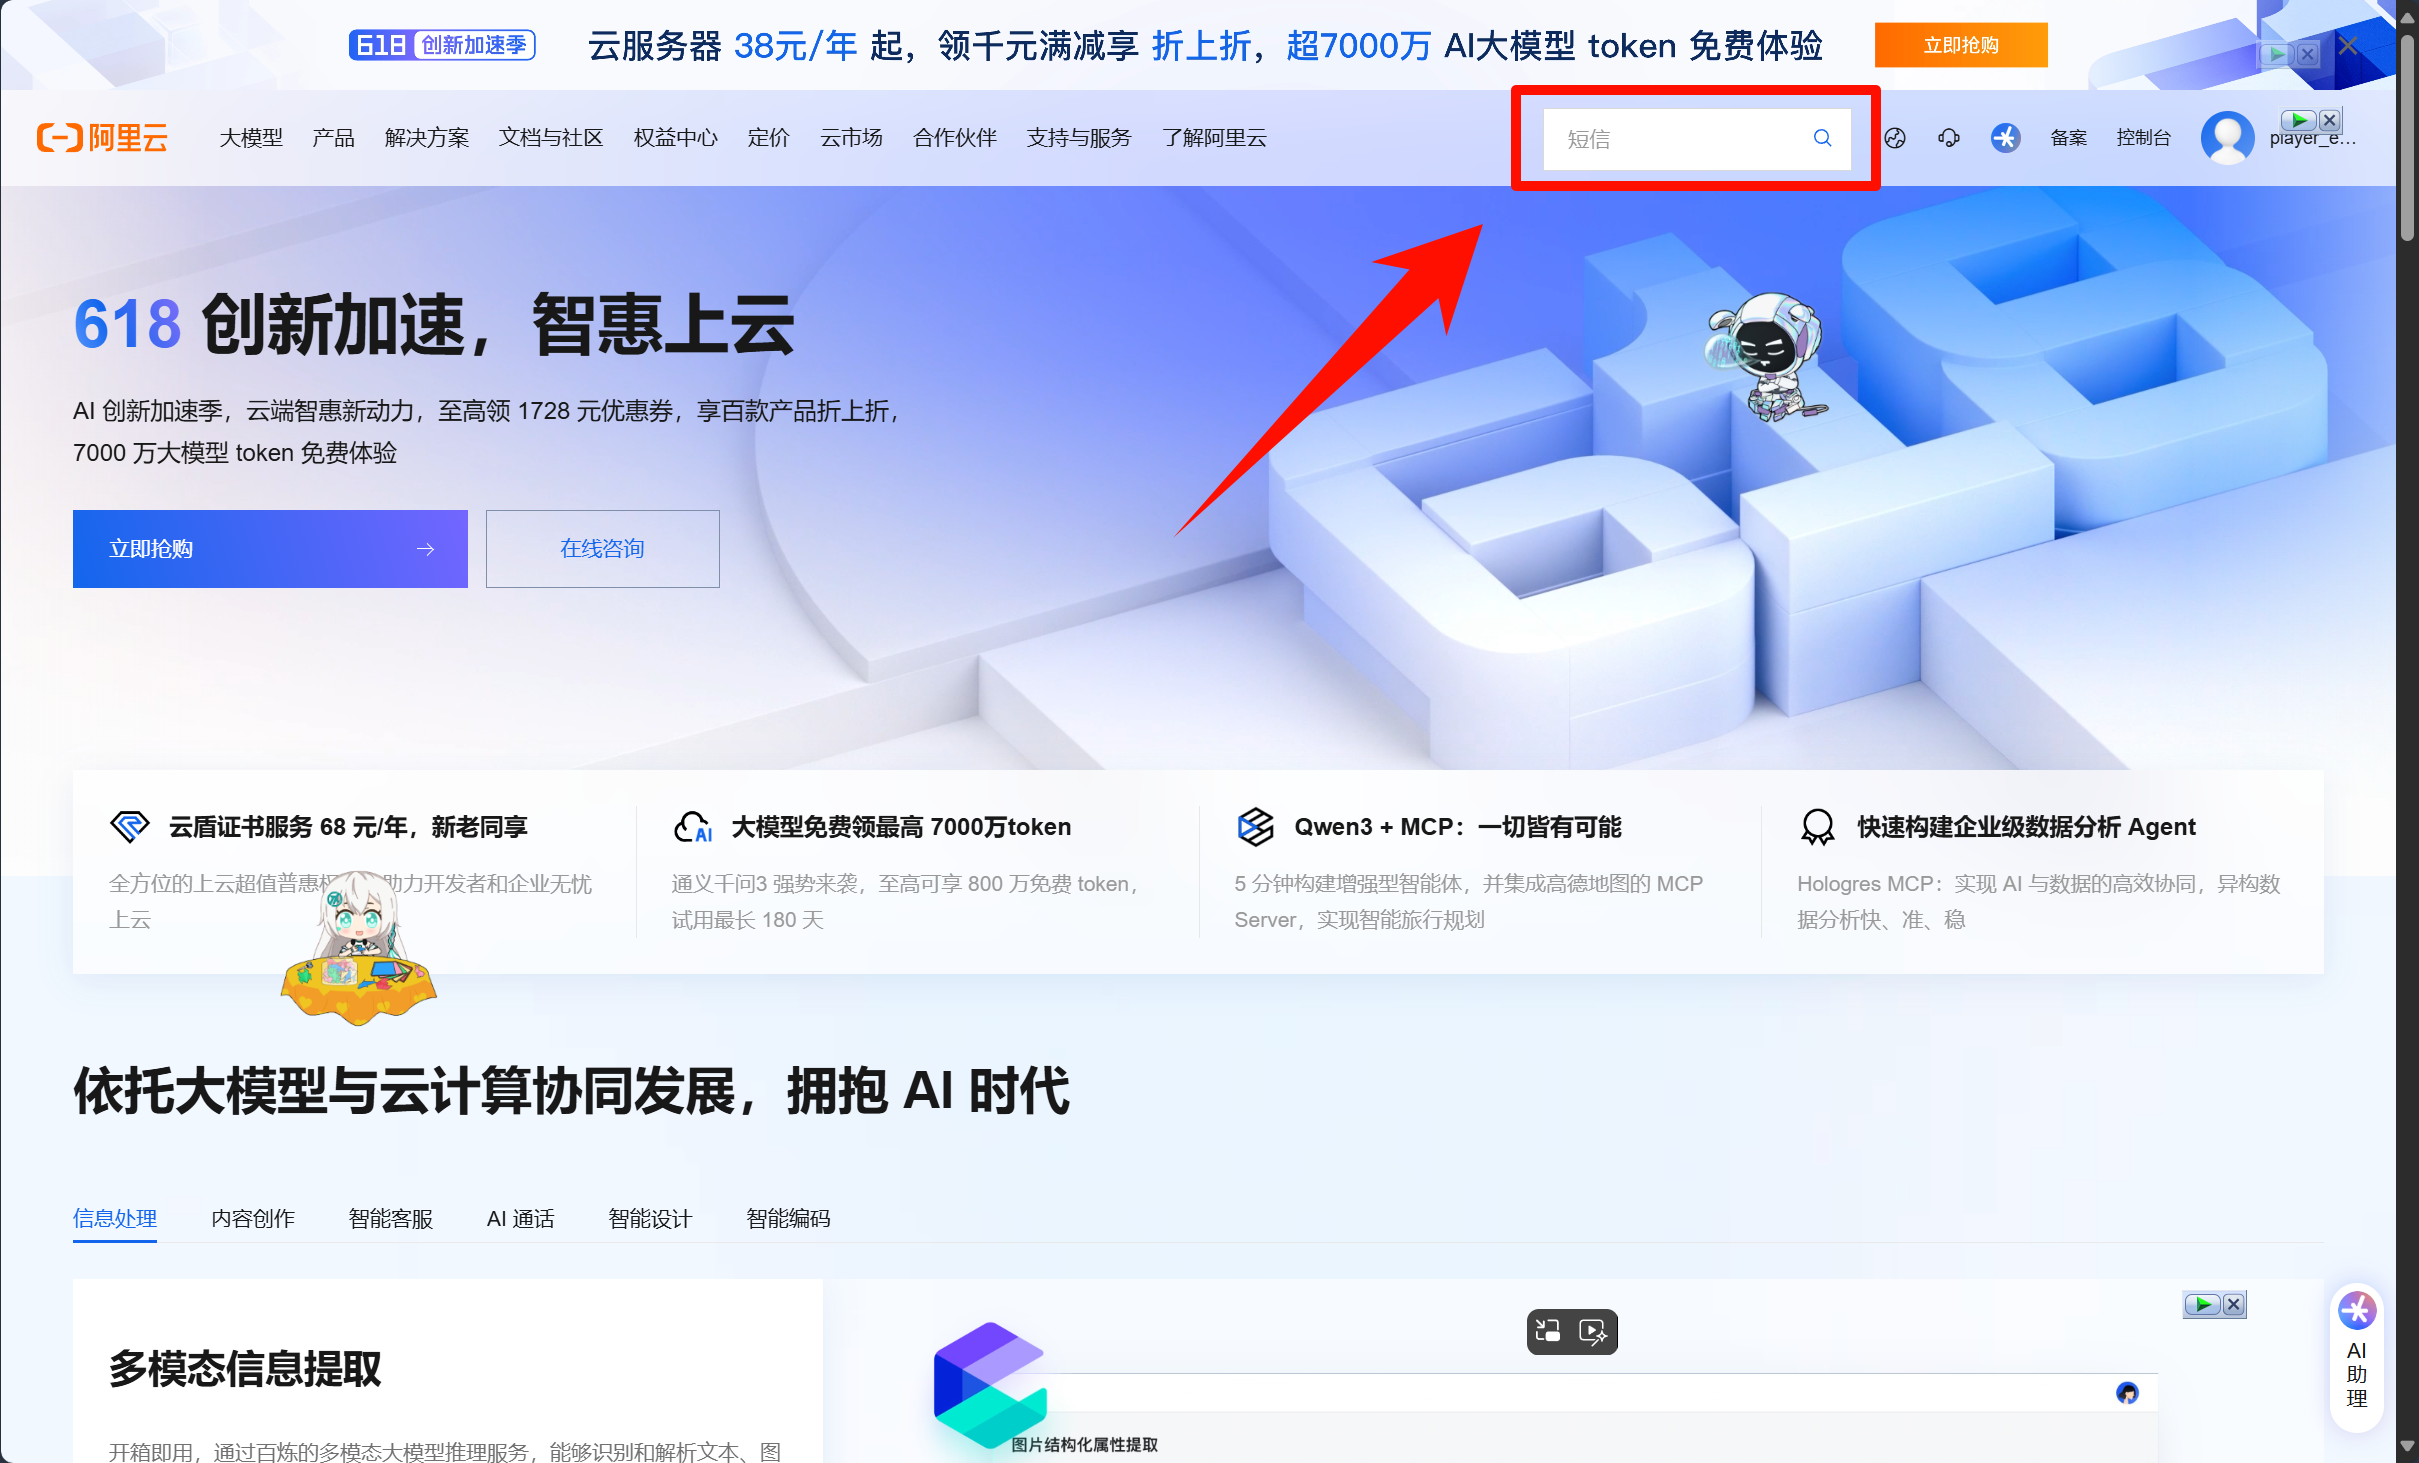 618 创新加速季
云服务器 38元/年 起，领千元满减享 折上折，超7000万 AI大模型 token 免费体验
立即抢购
阿里云
大模型
产品
解决方案
文档与社区
权益中心
定价
云市场
合作伙伴
支持与服务
了解阿里云
短信
备案
控制台
player_e...
618 创新加速，智惠上云
AI 创新加速季，云端智惠新动力，至高领 1728 元优惠券，享百款产品折上折，
7000 万大模型 token 免费体验
立即抢购
在线咨询
云盾证书服务 68 元/年，新老同享
全方位的上云超值普惠 助力开发者和企业无忧
上云
大模型免费领最高 7000万token
通义千问3 强势来袭，至高可享 800 万免费 token，
试用最长 180 天
Qwen3 + MCP：一切皆有可能
5 分钟构建增强型智能体，并集成高德地图的 MCP
Server，实现智能旅行规划
快速构建企业级数据分析 Agent
Hologres MCP：实现 AI 与数据的高效协同，异构数
据分析快、准、稳
依托大模型与云计算协同发展，拥抱 AI 时代
信息处理
内容创作
智能客服
AI 通话
智能设计
智能编码
多模态信息提取
开箱即用，通过百炼的多模态大模型推理服务，能够识别和解析文本、图
图片结构化属性提取
AI
助
理